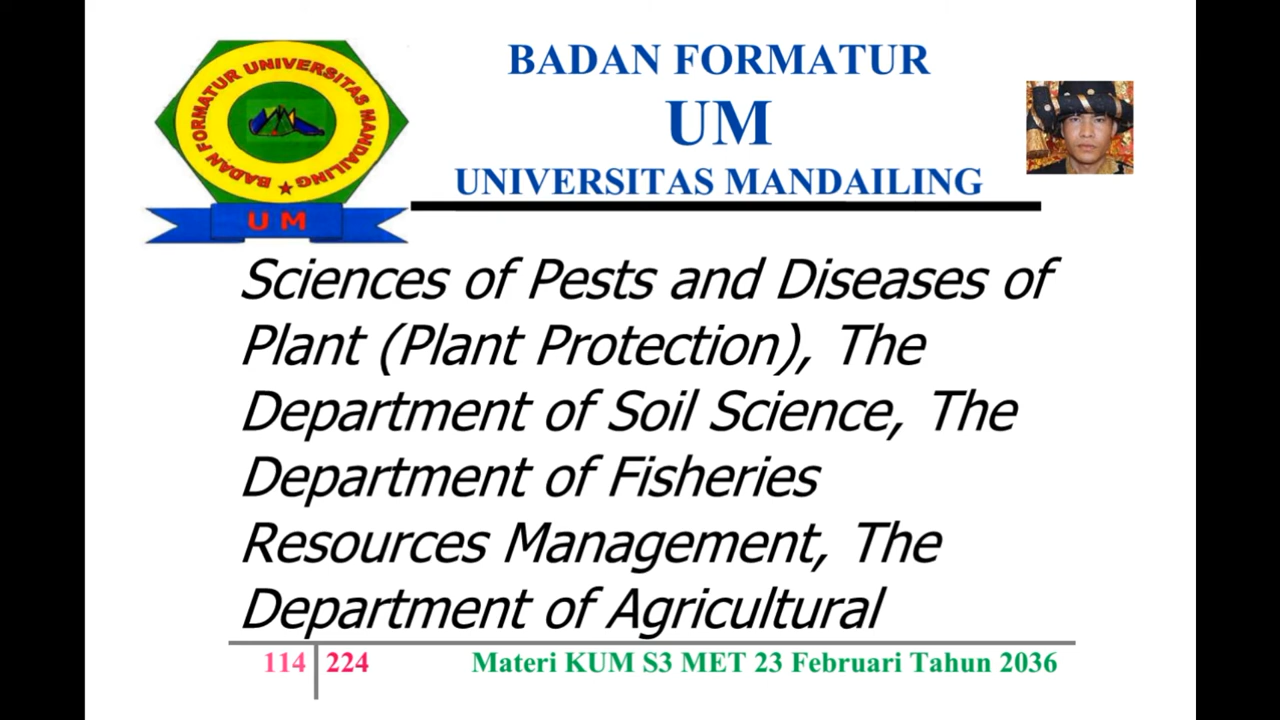 BADAN FORMATUR UNIVERSITAS MANDAILING
U M
BADAN FORMATUR
UM
UNIVERSITAS MANDAILING
Sciences of Pests and Diseases of
Plant (Plant Protection), The
Department of Soil Science, The
Department of Fisheries
Resources Management, The
Department of Agricultural
114 224 Materi KUM S3 MET 23 Februari Tahun 2036